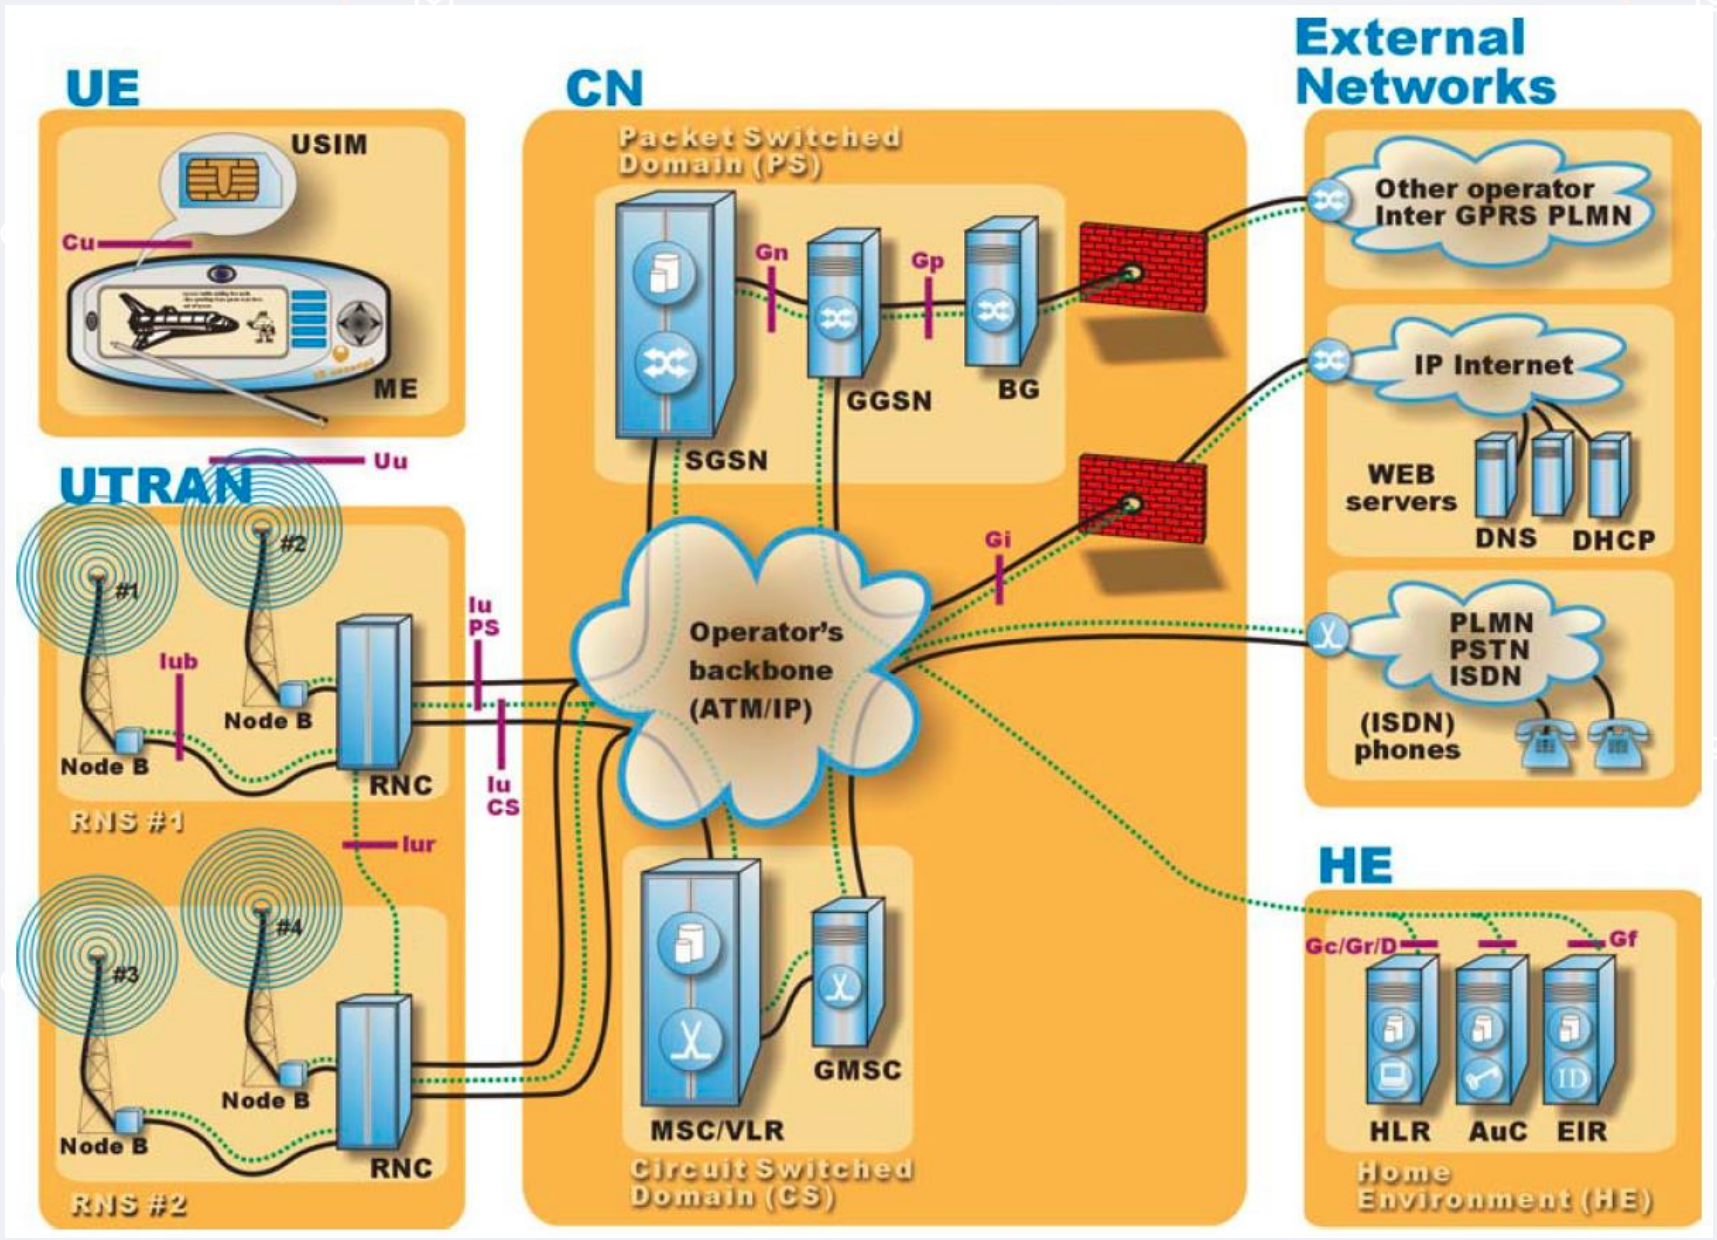 UE
USIM
Cu
ME
Uu
UTRAN
#1
#2
Iub
Node B
Node B
RNC
RNS #1
Iur
#3
#4
Node B
Node B
RNC
RNS #2
Iu
PS
Iu
CS
CN
Packet Switched
Domain (PS)
Gn
Gp
SGSN
GGSN
BG
Gi
Operator's
backbone
(ATM/IP)
MSC/VLR
GMSC
Circuit Switched
Domain (CS)
External
Networks
Other operator
Inter GPRS PLMN
IP Internet
WEB
servers
DNS
DHCP
PLMN
PSTN
ISDN
(ISDN)
phones
HE
Gc/Gr/D
Gf
ID
HLR
AuC
EIR
Home
Environment (HE)